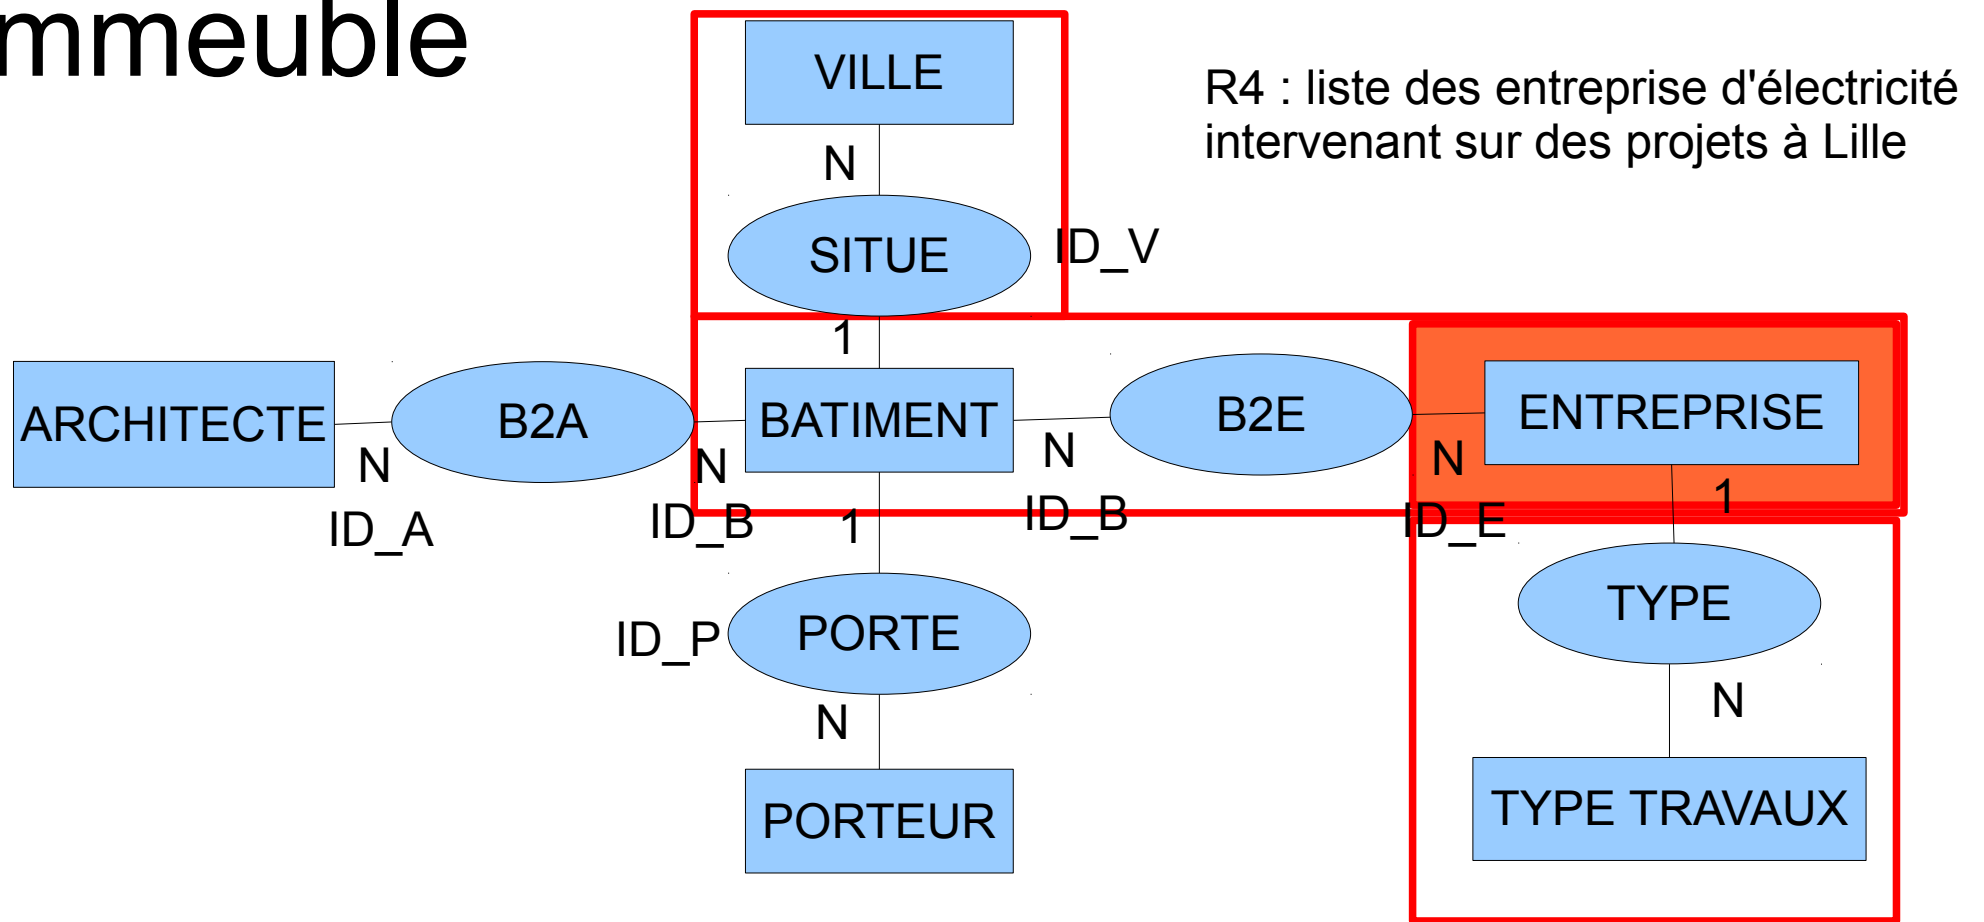 mmeuble
VILLE
R4 : liste des entreprise d'électricité
intervenant sur des projets à Lille
N
SITUE
ID_V
1
ARCHITECTE
B2A
BATIMENT
B2E
ENTREPRISE
N
N
N
N
1
ID_A
ID_B
1
ID_B
ID_E
TYPE
ID_P
PORTE
N
N
PORTEUR
TYPE TRAVAUX